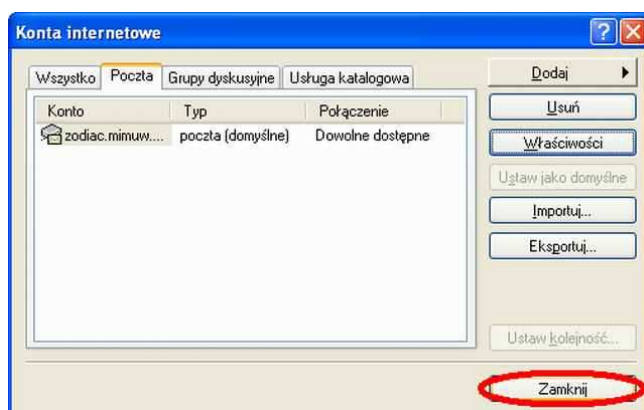 Konta internetowe
Wszystko Poczta Grupy dyskusyjne Usługa katalogowa
Konto Typ Połączenie
zodiac.mimuw.... poczta (domyślne) Dowolne dostępne
Dodaj
Usuń
Właściwości
Ustaw jako domyślne
Importuj...
Eksportuj...
Ustaw kolejność...
Zamknij